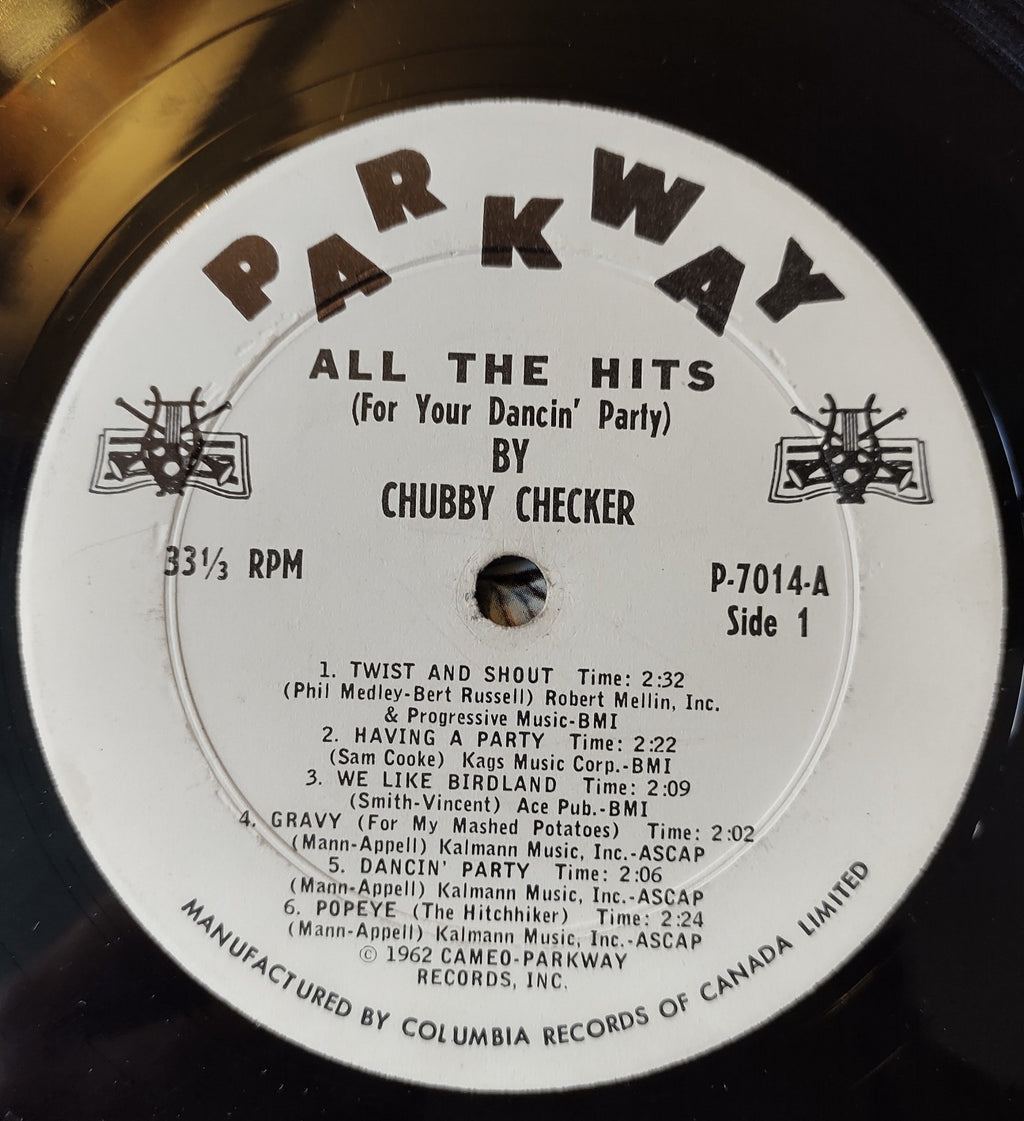 PARKWAY
ALL THE HITS
(For Your Dancin' Party)
BY
CHUBBY CHECKER
33⅓ RPM
P-7014-A
Side 1
1. TWIST AND SHOUT Time: 2:32
(Phil Medley-Bert Russell) Robert Mellin, Inc.
& Progressive Music-BMI
2. HAVING A PARTY Time: 2:22
(Sam Cooke) Kags Music Corp.-BMI
3. WE LIKE BIRDLAND Time: 2:09
(Smith-Vincent) Ace Pub.-BMI
4. GRAVY (For My Mashed Potatoes) Time: 2:02
(Mann-Appell) Kalmann Music, Inc.-ASCAP
5. DANCIN' PARTY Time: 2:06
(Mann-Appell) Kalmann Music, Inc.-ASCAP
6. POPEYE (The Hitchhiker) Time: 2:24
(Mann-Appell) Kalmann Music, Inc.-ASCAP
© 1962 CAMEO-PARKWAY
RECORDS, INC.
MANUFACTURED BY COLUMBIA RECORDS OF CANADA LIMITED